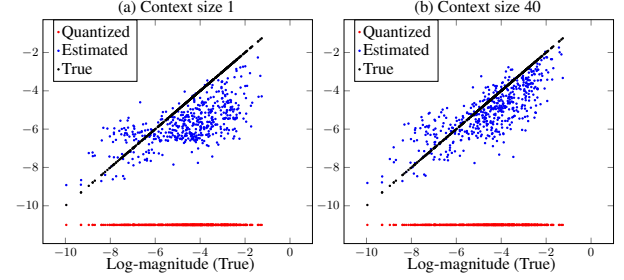 (a) Context size 1
Quantized
Estimated
True
−2
−4
−6
−8
−10
−10 −8 −6 −4 −2 0
Log-magnitude (True)
(b) Context size 40
Quantized
Estimated
True
−2
−4
−6
−8
−10
−10 −8 −6 −4 −2 0
Log-magnitude (True)